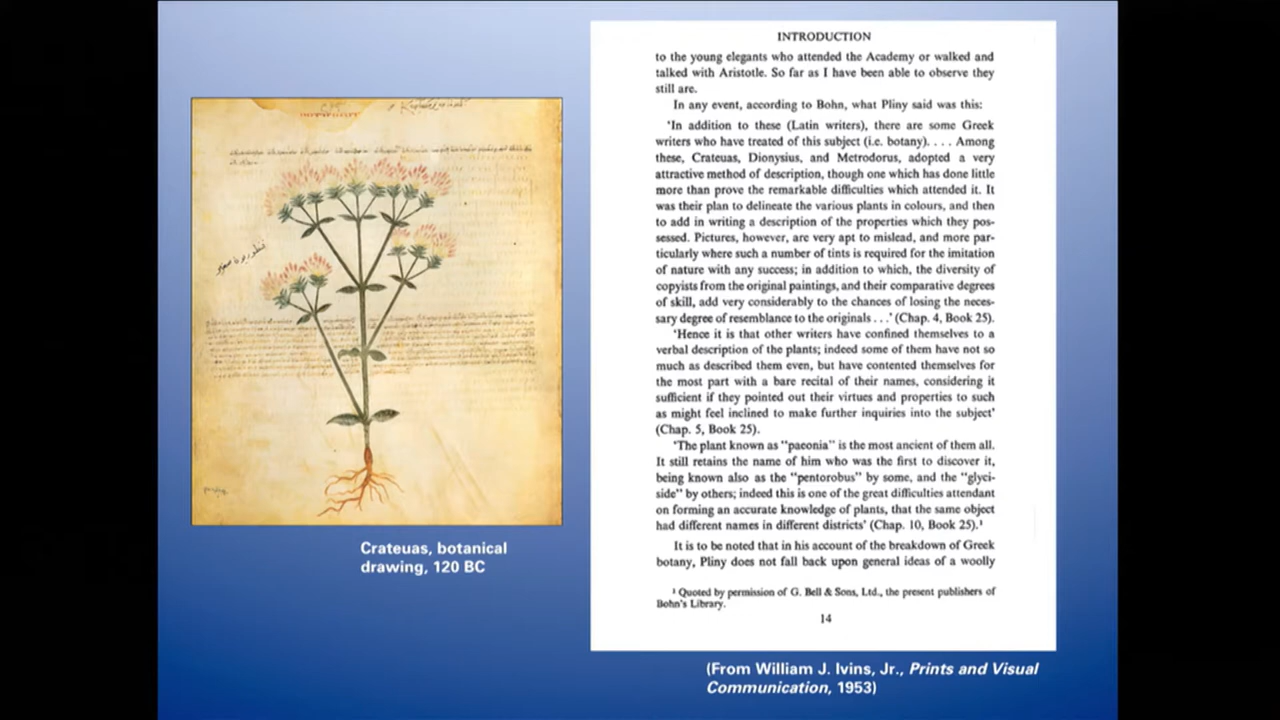 INTRODUCTION
to the young elegants who attended the Academy or walked and
talked with Aristotle. So far as I have been able to observe they
still are.
In any event, according to Bohn, what Pliny said was this:
‘In addition to these (Latin writers), there are some Greek
writers who have treated of this subject (i.e. botany). . . . Among
these, Crateuas, Dionysius, and Metrodorus, adopted a very
attractive method of description, though one which has done little
more than prove the remarkable difficulties which attended it. It
was their plan to delineate the various plants in colours, and then
to add in writing a description of the properties which they pos-
sessed. Pictures, however, are very apt to mislead, and more par-
ticularly where such a number of tints is required for the imitation
of nature with any success; in addition to which, the diversity of
copyists from the original paintings, and their comparative degrees
of skill, add very considerably to the chances of losing the neces-
sary degree of resemblance to the originals . . .’ (Chap. 4, Book 25).
‘Hence it is that other writers have confined themselves to a
verbal description of the plants; indeed some of them have not so
much as described them even, but have contented themselves for
the most part with a bare recital of their names, considering it
sufficient if they pointed out their virtues and properties to such
as might feel inclined to make further inquiries into the subject’
(Chap. 5, Book 25).
‘The plant known as “paeonia” is the most ancient of them all.
It still retains the name of him who was the first to discover it,
being known also as the “pentorobus” by some, and the “glyci-
side” by others; indeed this is one of the great difficulties attendant
on forming an accurate knowledge of plants, that the same object
had different names in different districts’ (Chap. 10, Book 25).¹
It is to be noted that in his account of the breakdown of Greek
botany, Pliny does not fall back upon general ideas of a woolly
¹ Quoted by permission of G. Bell & Sons, Ltd., the present publishers of
Bohn's Library.
14
Crateuas, botanical
drawing, 120 BC
(From William J. Ivins, Jr., Prints and Visual
Communication, 1953)